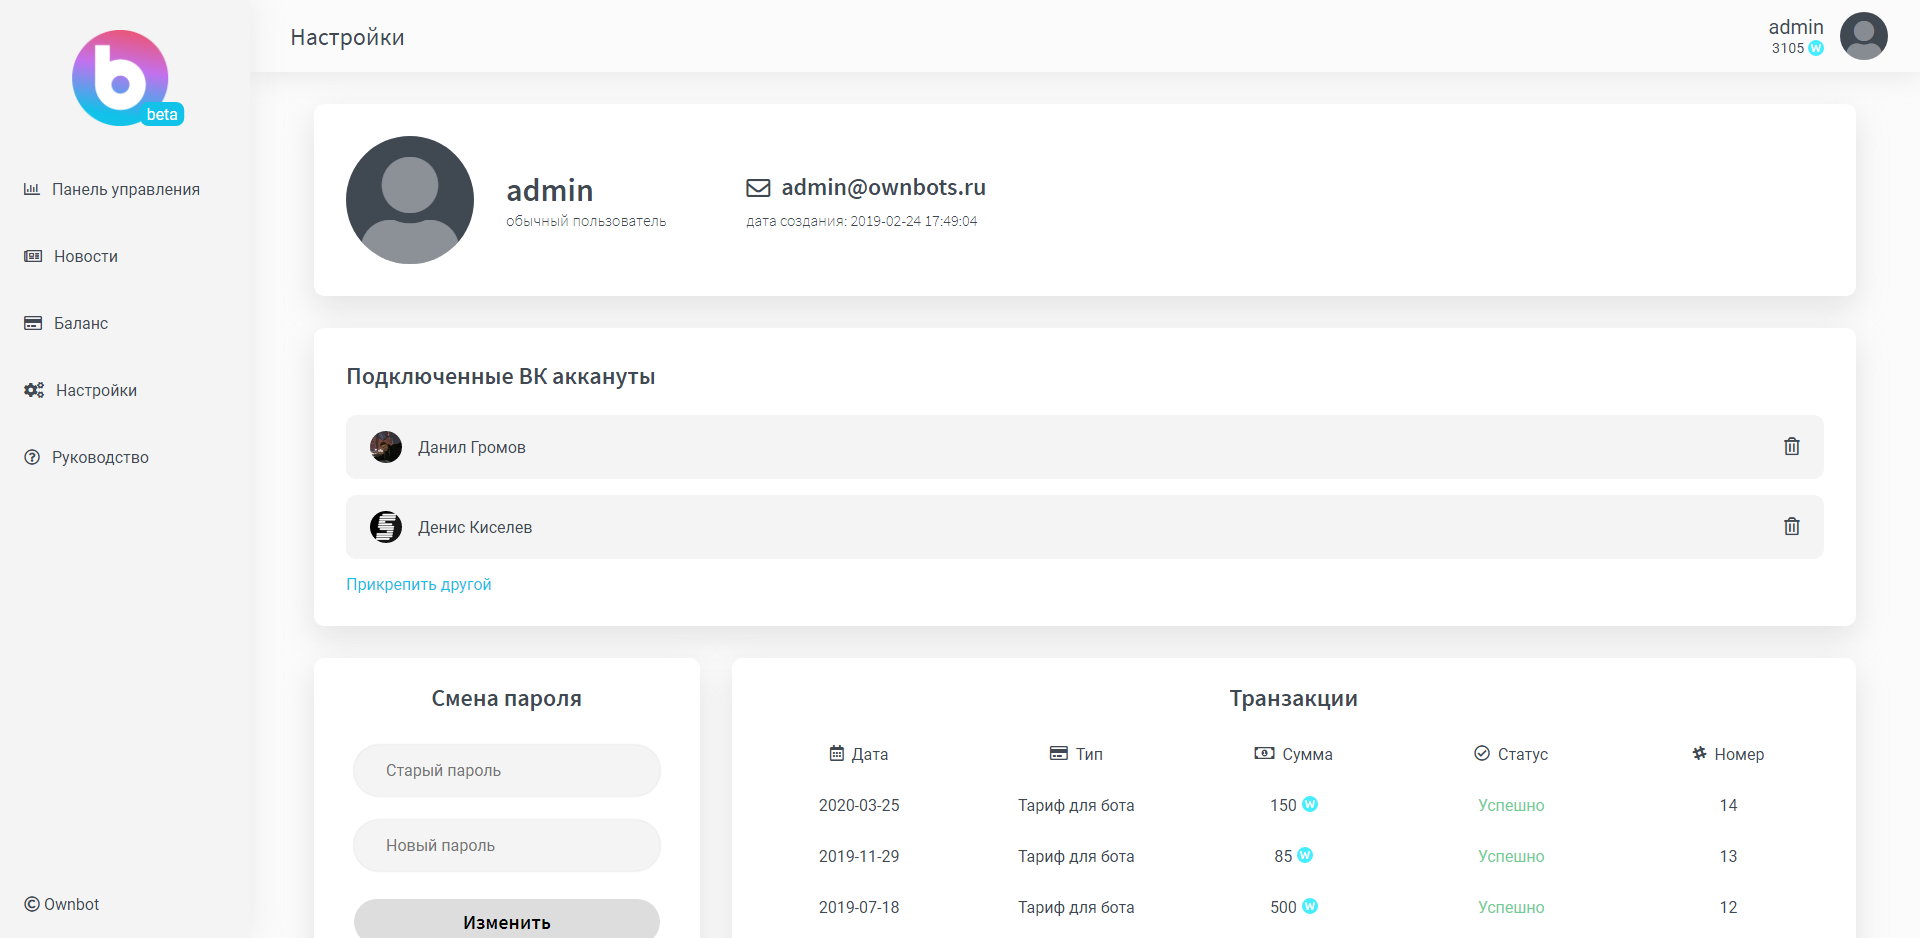 b
beta
Панель управления
Новости
Баланс
Настройки
Руководство
© Ownbot
Настройки
admin
3105 W
admin
обычный пользователь
admin@ownbots.ru
дата создания: 2019-02-24 17:49:04
Подключенные ВК аккануты
Данил Громов
Денис Киселев
Прикрепить другой
Смена пароля
Старый пароль
Новый пароль
Изменить
Транзакции
Дата Тип Сумма Статус Номер
2020-03-25 Тариф для бота 150 W Успешно 14
2019-11-29 Тариф для бота 85 W Успешно 13
2019-07-18 Тариф для бота 500 W Успешно 12